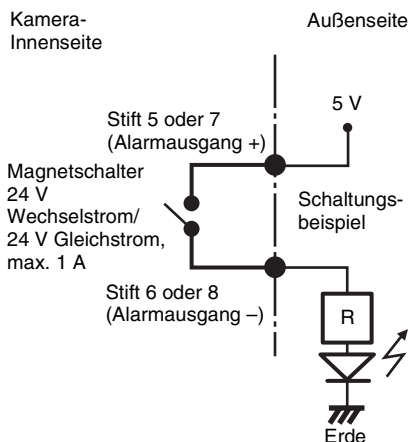 Kamera-
Innenseite
Außenseite
Stift 5 oder 7
(Alarmausgang +)
5 V
Magnetschalter
24 V
Wechselstrom/
24 V Gleichstrom,
max. 1 A
Schaltungs-
beispiel
Stift 6 oder 8
(Alarmausgang –)
R
Erde